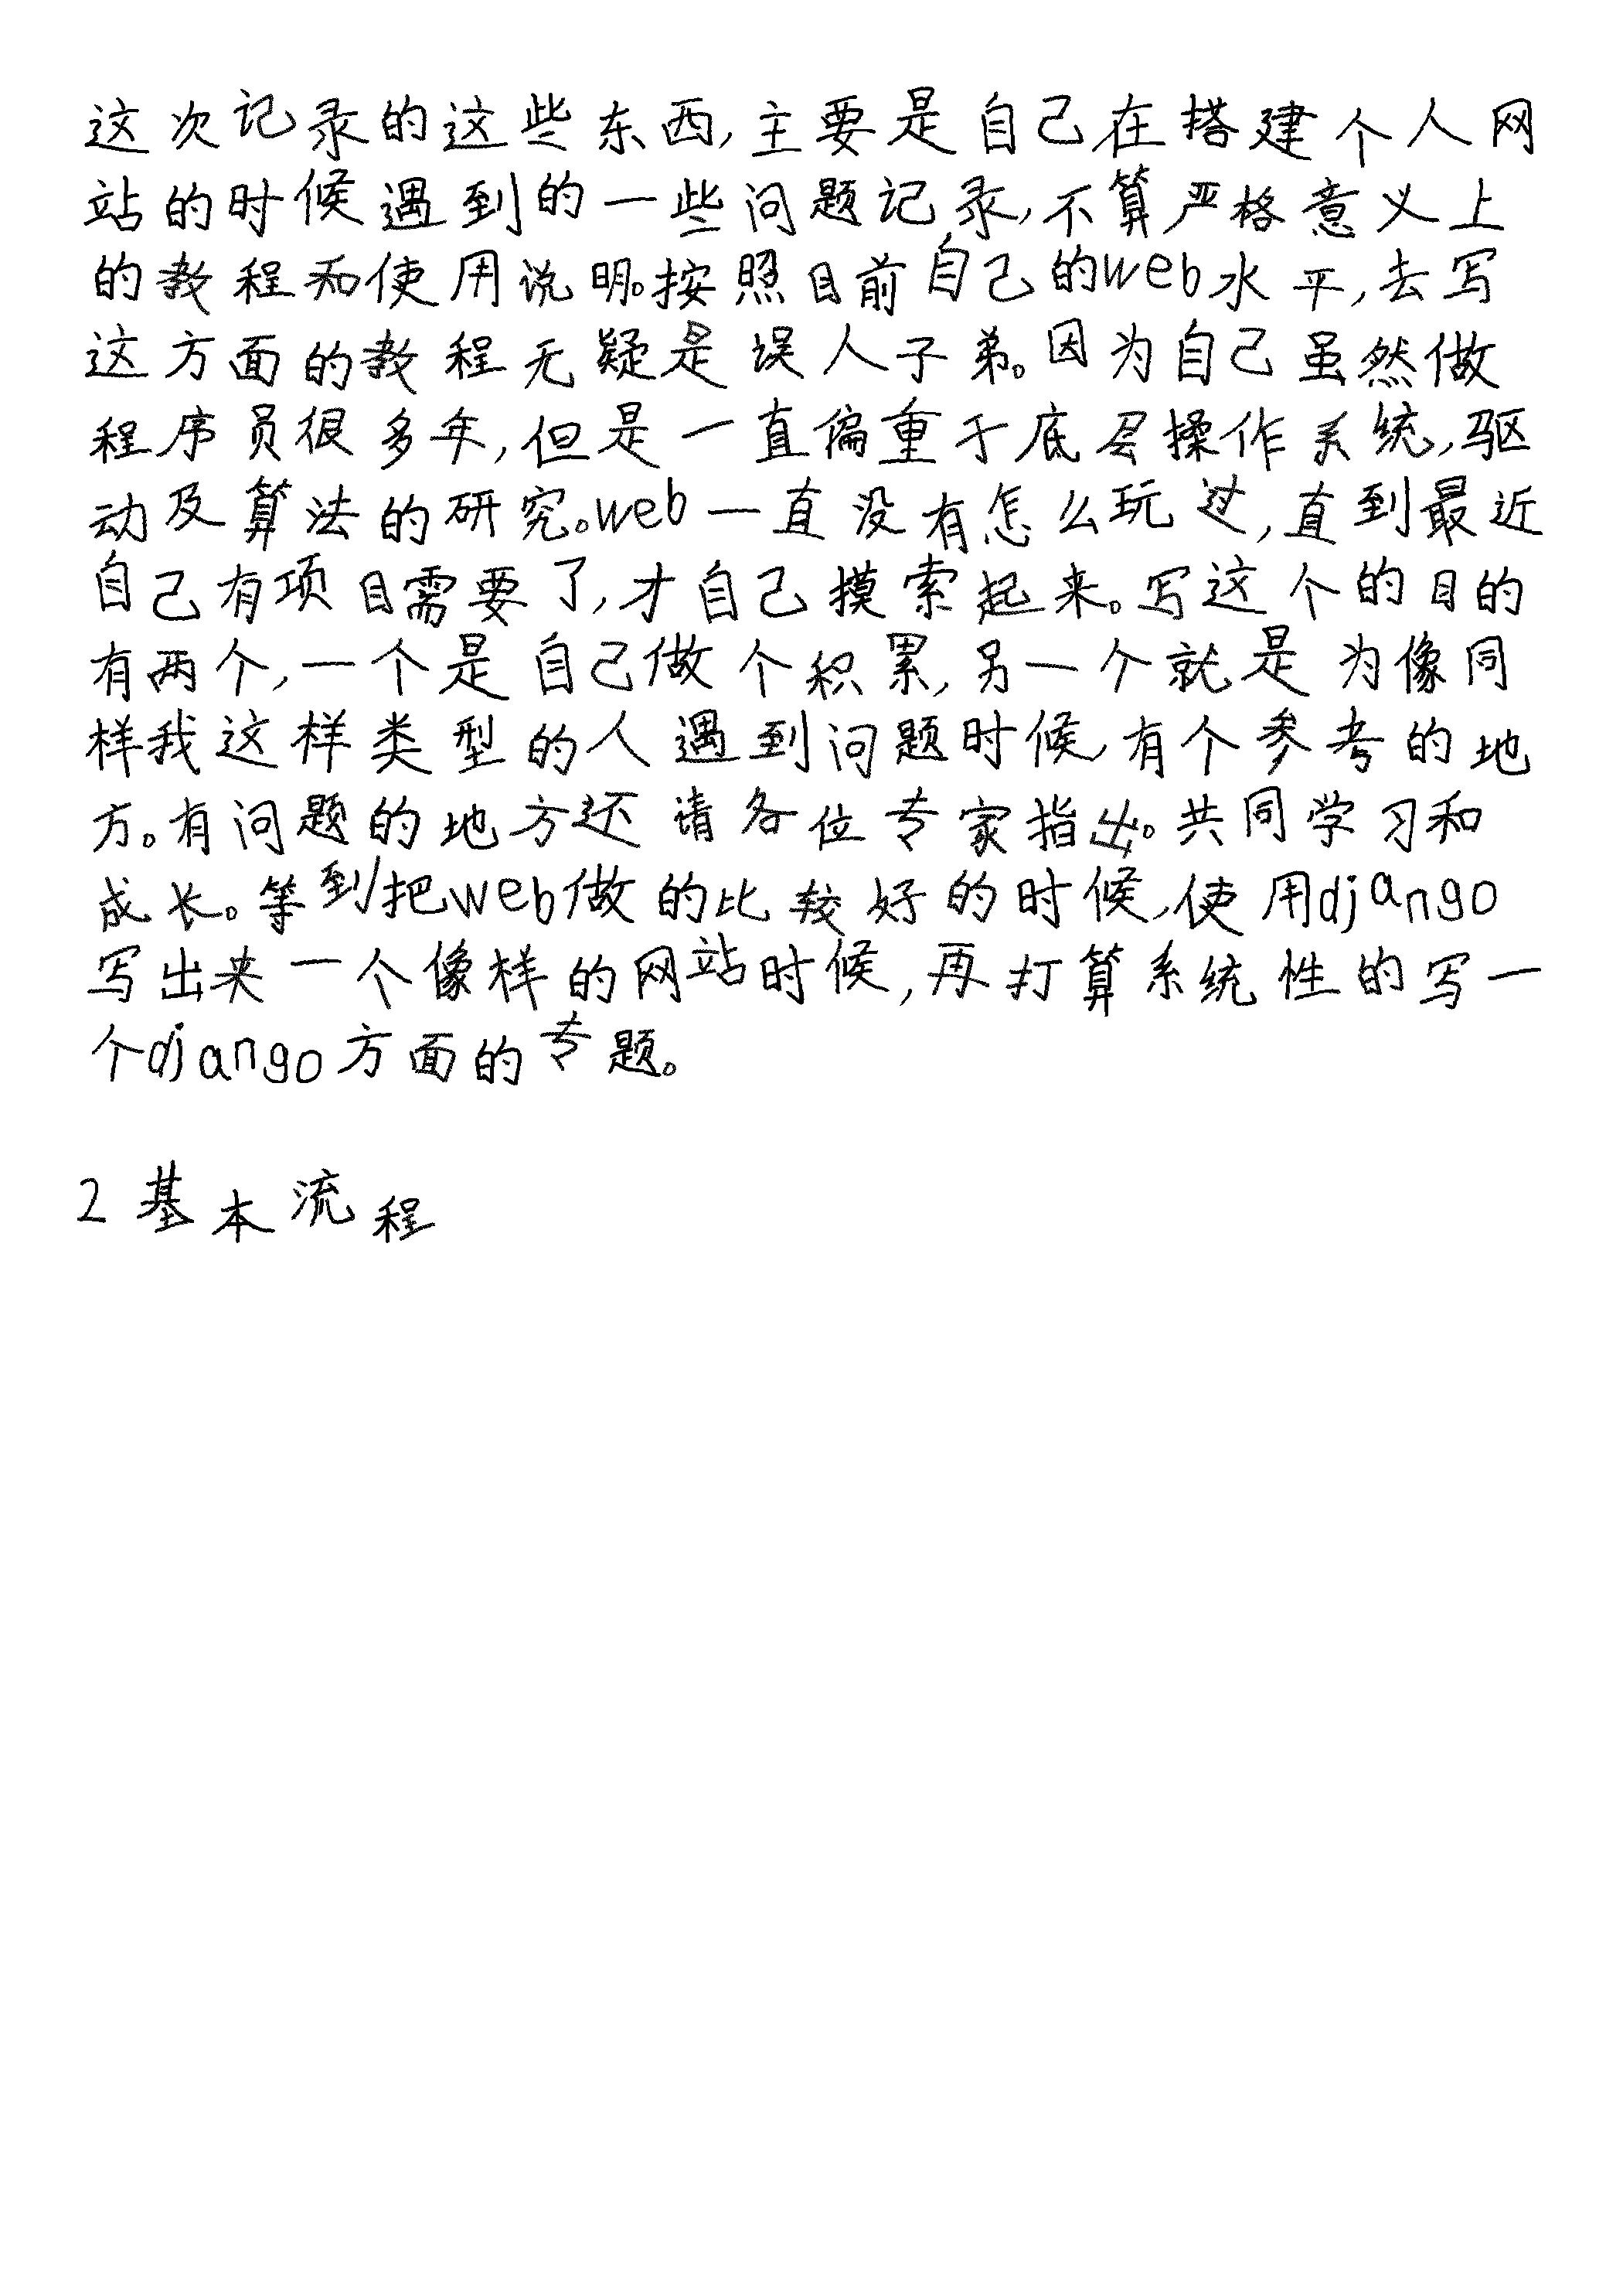 这次记录的这些东西,主要是自己在搭建个人网
站的时候遇到的一些问题记录,不算严格意义上
的教程和使用说明。按照目前自己的web水平,去写
这方面的教程无疑是误人子弟。因为自己虽然做
程序员很多年,但是一直偏重于底层操作系统,驱
动及算法的研究。web一直没有怎么玩过,直到最近
自己有项目需要了,才自己摸索起来。写这个的目的
有两个,一个是自己做个积累,另一个就是为像同
样我这样类型的人遇到问题时候,有个参考的地
方。有问题的地方还请各位专家指出。共同学习和
成长。等到把web做的比较好的时候,使用django
写出来一个像样的网站时候,再打算系统性的写一
个django方面的专题。
2 基本流程